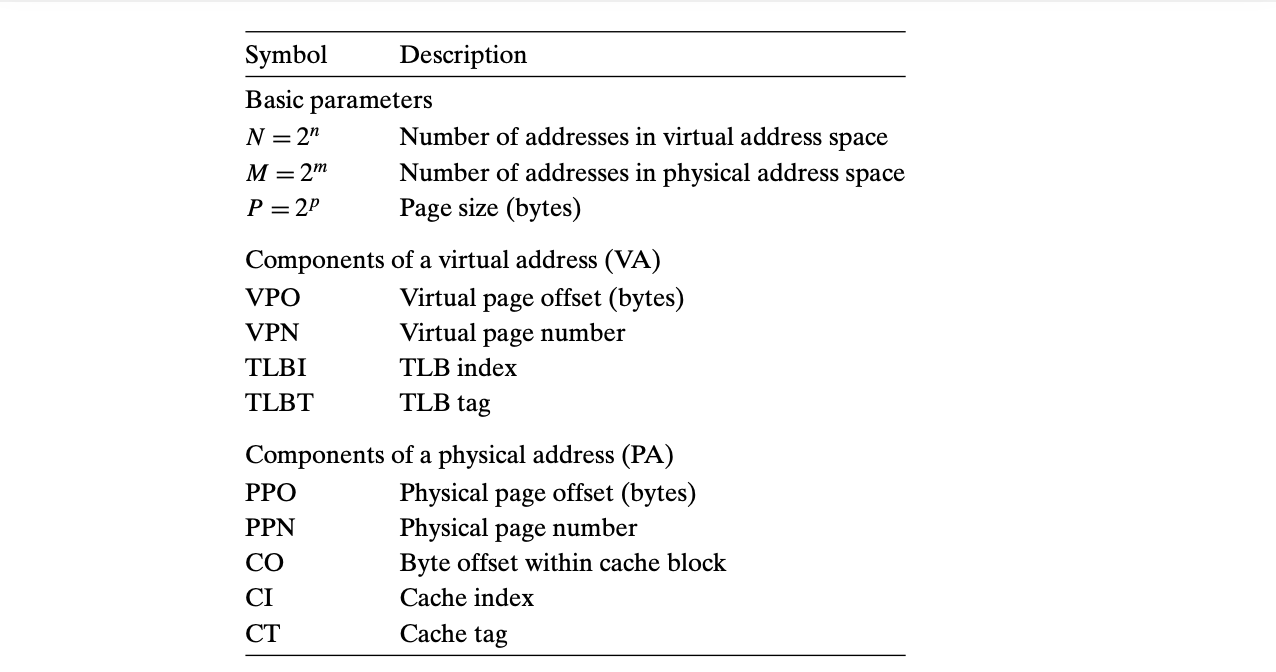 Symbol Description
Basic parameters
N = 2ⁿ Number of addresses in virtual address space
M = 2ᵐ Number of addresses in physical address space
P = 2ᵖ Page size (bytes)
Components of a virtual address (VA)
VPO Virtual page offset (bytes)
VPN Virtual page number
TLBI TLB index
TLBT TLB tag
Components of a physical address (PA)
PPO Physical page offset (bytes)
PPN Physical page number
CO Byte offset within cache block
CI Cache index
CT Cache tag